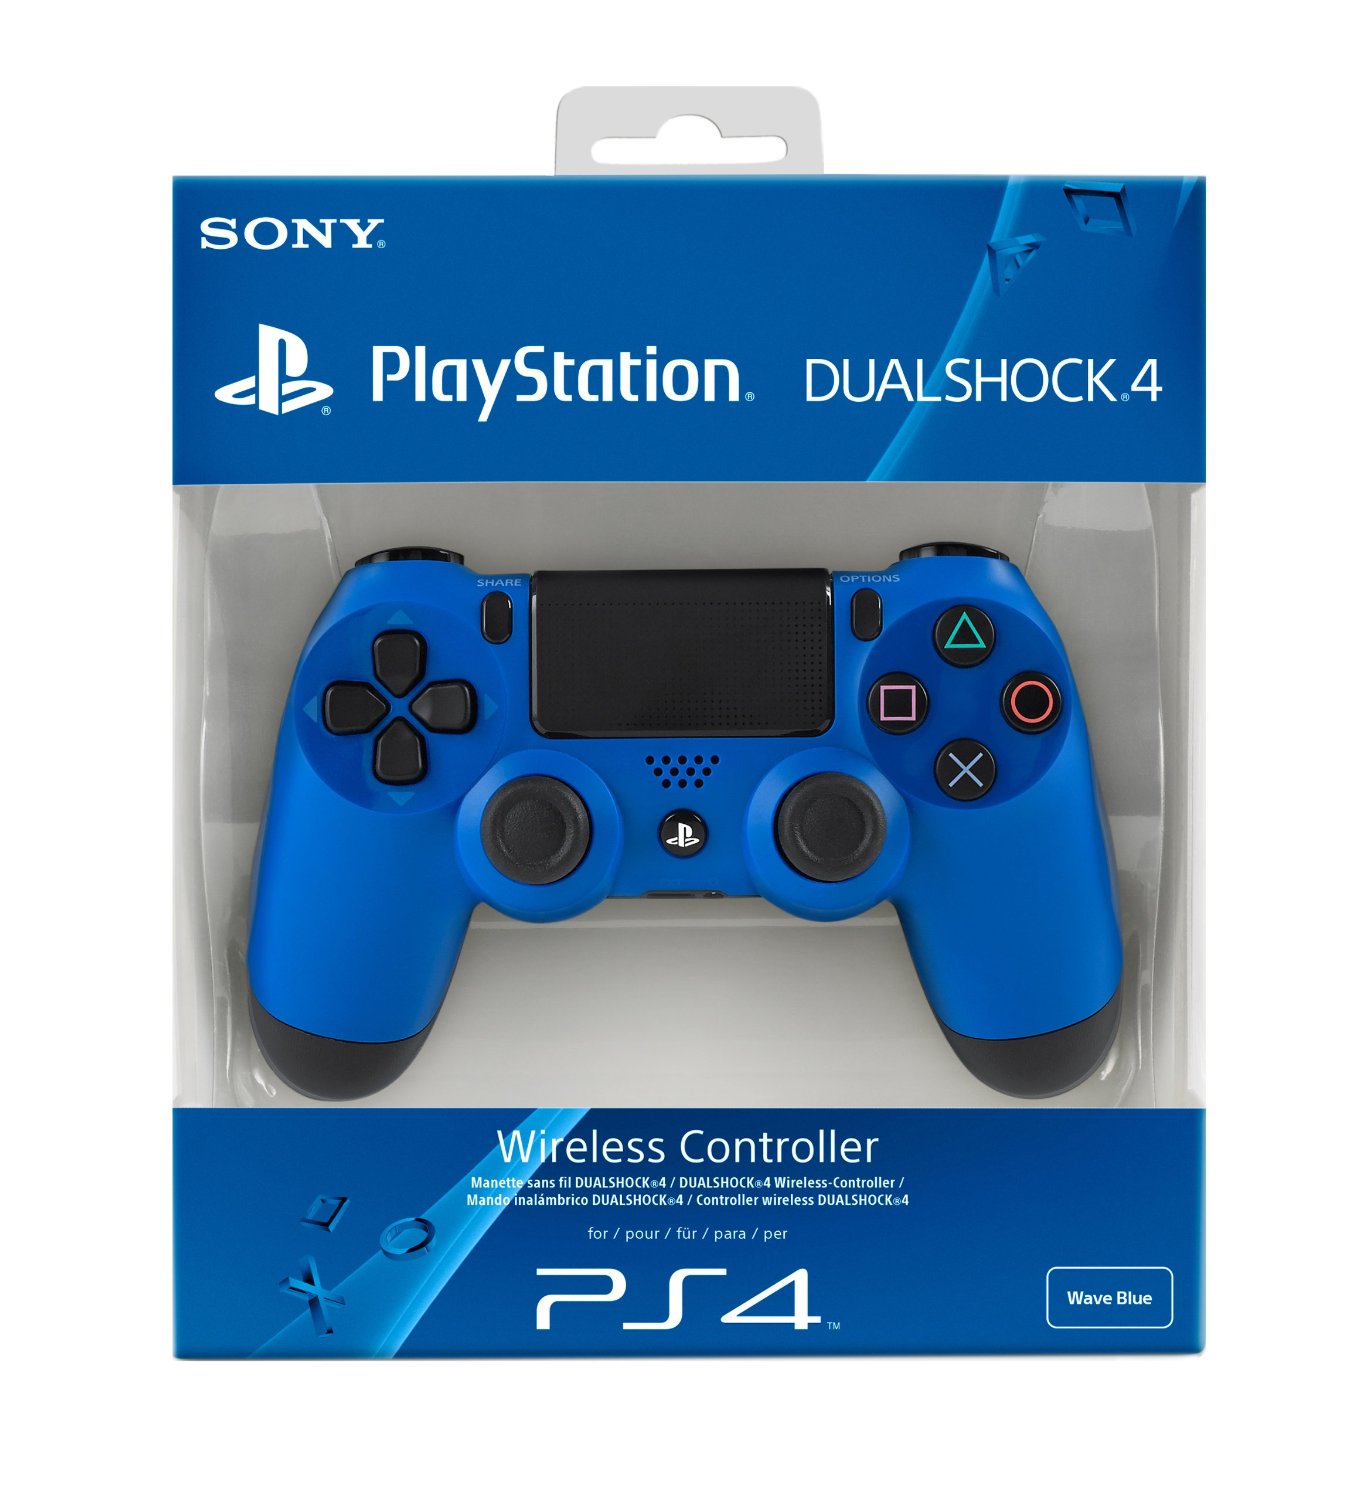 SONY®
PlayStation® DUALSHOCK®4
SHARE OPTIONS
Wireless Controller
Manette sans fil DUALSHOCK®4 / DUALSHOCK®4 Wireless-Controller /
Mando inalámbrico DUALSHOCK®4 / Controller wireless DUALSHOCK®4
for / pour / für / para / per
PS4™
Wave Blue